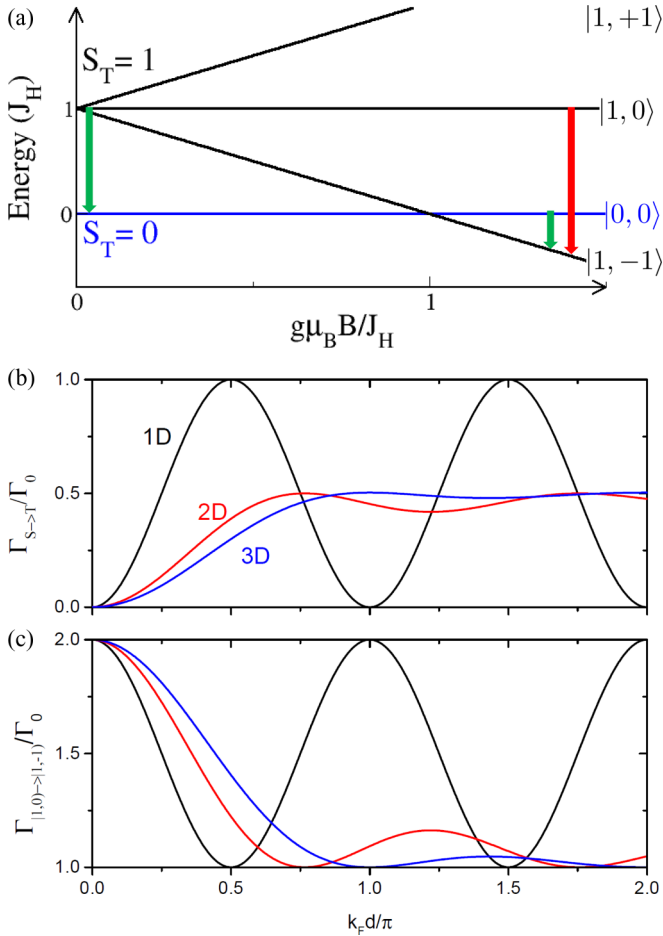 (a)
|1,+1⟩
S_T= 1
1
|1,0⟩
Energy (J_H)
0
|0,0⟩
S_T= 0
|1,−1⟩
0
1
gμ_BB/J_H
(b)
1.0
1D
Γ_S->T/Γ_0
0.5
2D
3D
0.0
(c)
2.0
Γ_|1,0⟩->|1,-1⟩/Γ_0
1.5
1.0
0.0
0.5
1.0
1.5
2.0
k_Fd/π